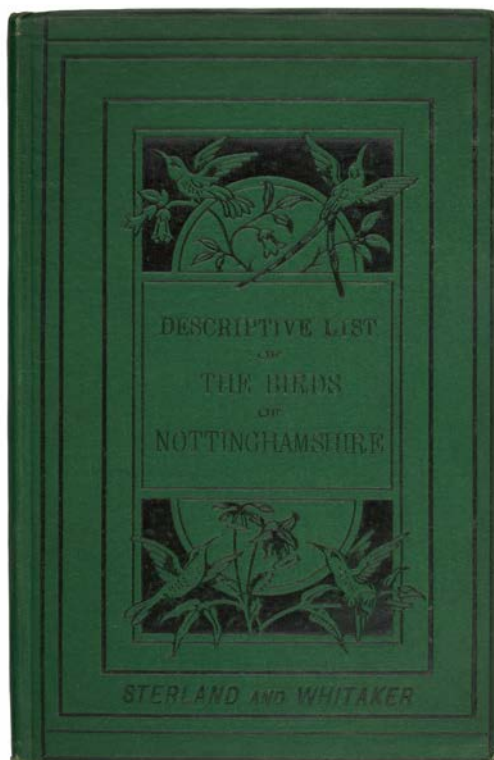 DESCRIPTIVE LIST
OF
THE BIRDS
OF
NOTTINGHAMSHIRE
STERLAND AND WHITAKER